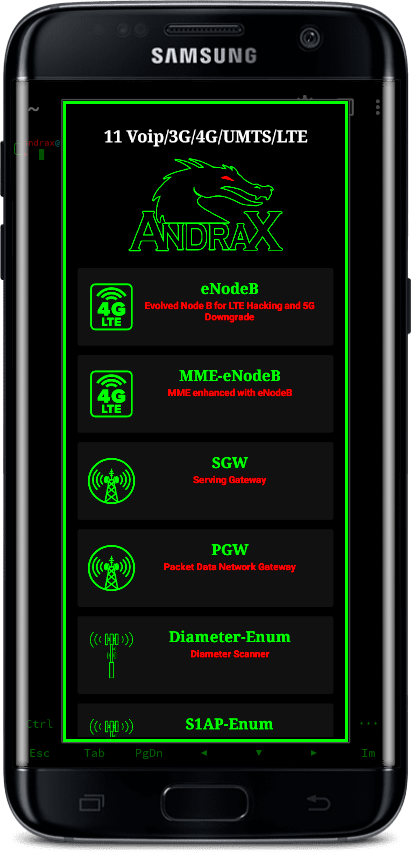 SAMSUNG
~
andrax@
11 Voip/3G/4G/UMTS/LTE
ANDRAX
4G
LTE
eNodeB
Evolved Node B for LTE Hacking and 5G
Downgrade
4G
LTE
MME-eNodeB
MME enhanced with eNodeB
SGW
Serving Gateway
PGW
Packet Data Network Gateway
Diameter-Enum
Diameter Scanner
S1AP-Enum
Ctrl
Esc
Tab
PgDn
Im